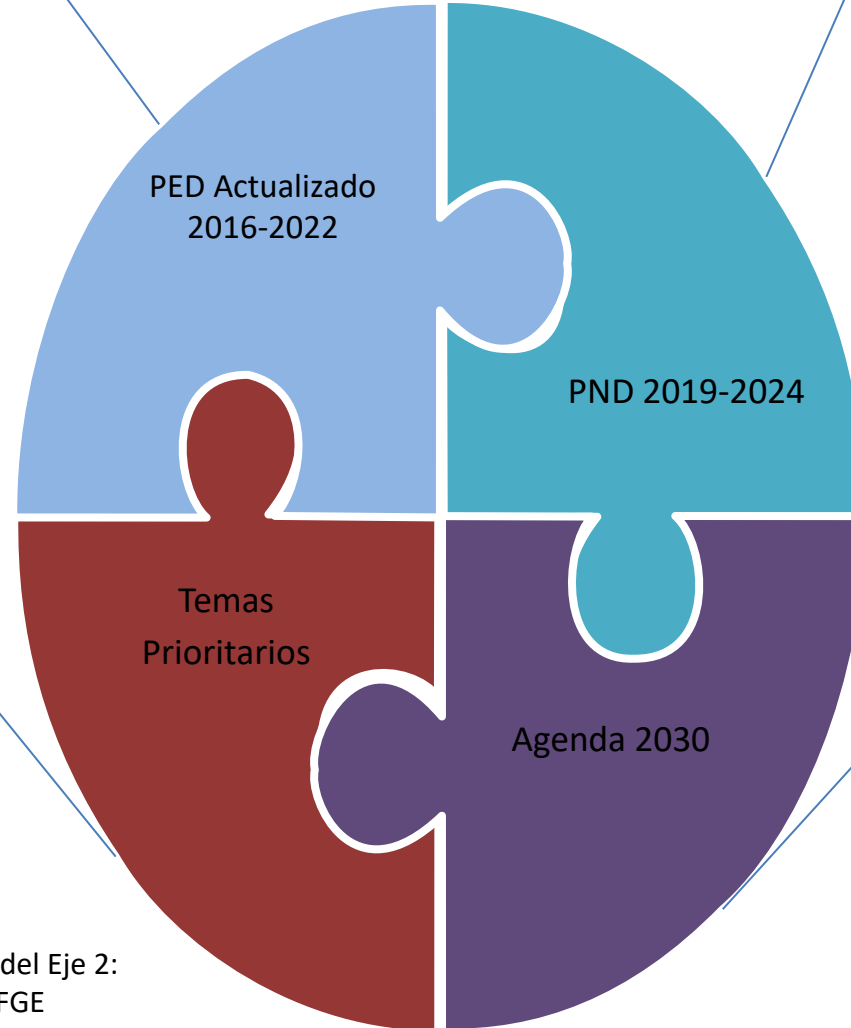 PED Actualizado
2016-2022
PND 2019-2024
Temas
Prioritarios
Agenda 2030
del Eje 2:
FGE